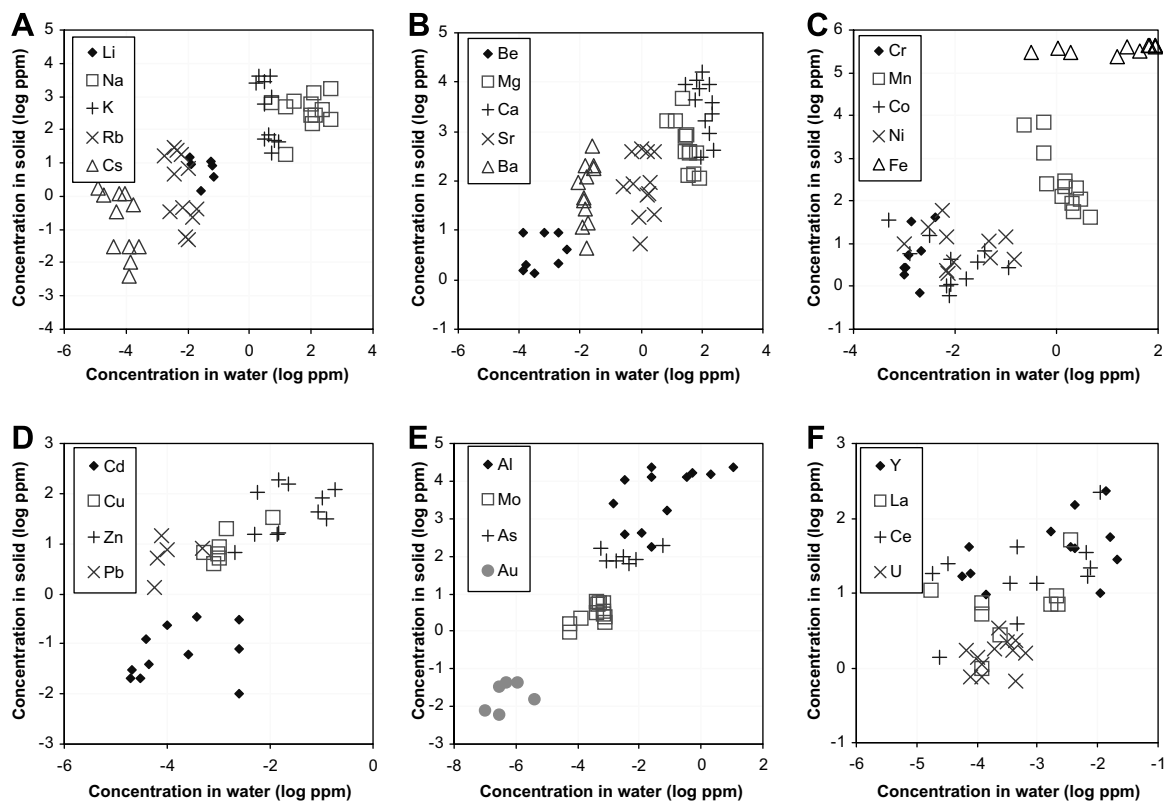 A
Concentration in solid (log ppm)
5
4
3
2
1
0
-1
-2
-3
-4
Li
Na
K
Rb
Cs
-6 -4 -2 0 2 4
Concentration in water (log ppm)
B
Concentration in solid (log ppm)
5
4
3
2
1
0
-1
Be
Mg
Ca
Sr
Ba
-6 -4 -2 0 2 4
Concentration in water (log ppm)
C
Concentration in solid (log ppm)
6
5
4
3
2
1
0
-1
Cr
Mn
Co
Ni
Fe
-4 -2 0 2
Concentration in water (log ppm)
D
Concentration in solid (log ppm)
3
2
1
0
-1
-2
-3
Cd
Cu
Zn
Pb
-6 -4 -2 0
Concentration in water (log ppm)
E
Concentration in solid (log ppm)
5
4
3
2
1
0
-1
-2
-3
Al
Mo
As
Au
-8 -6 -4 -2 0 2
Concentration in water (log ppm)
F
Concentration in solid (log ppm)
3
2
1
0
-1
Y
La
Ce
U
-6 -5 -4 -3 -2 -1
Concentration in water (log ppm)